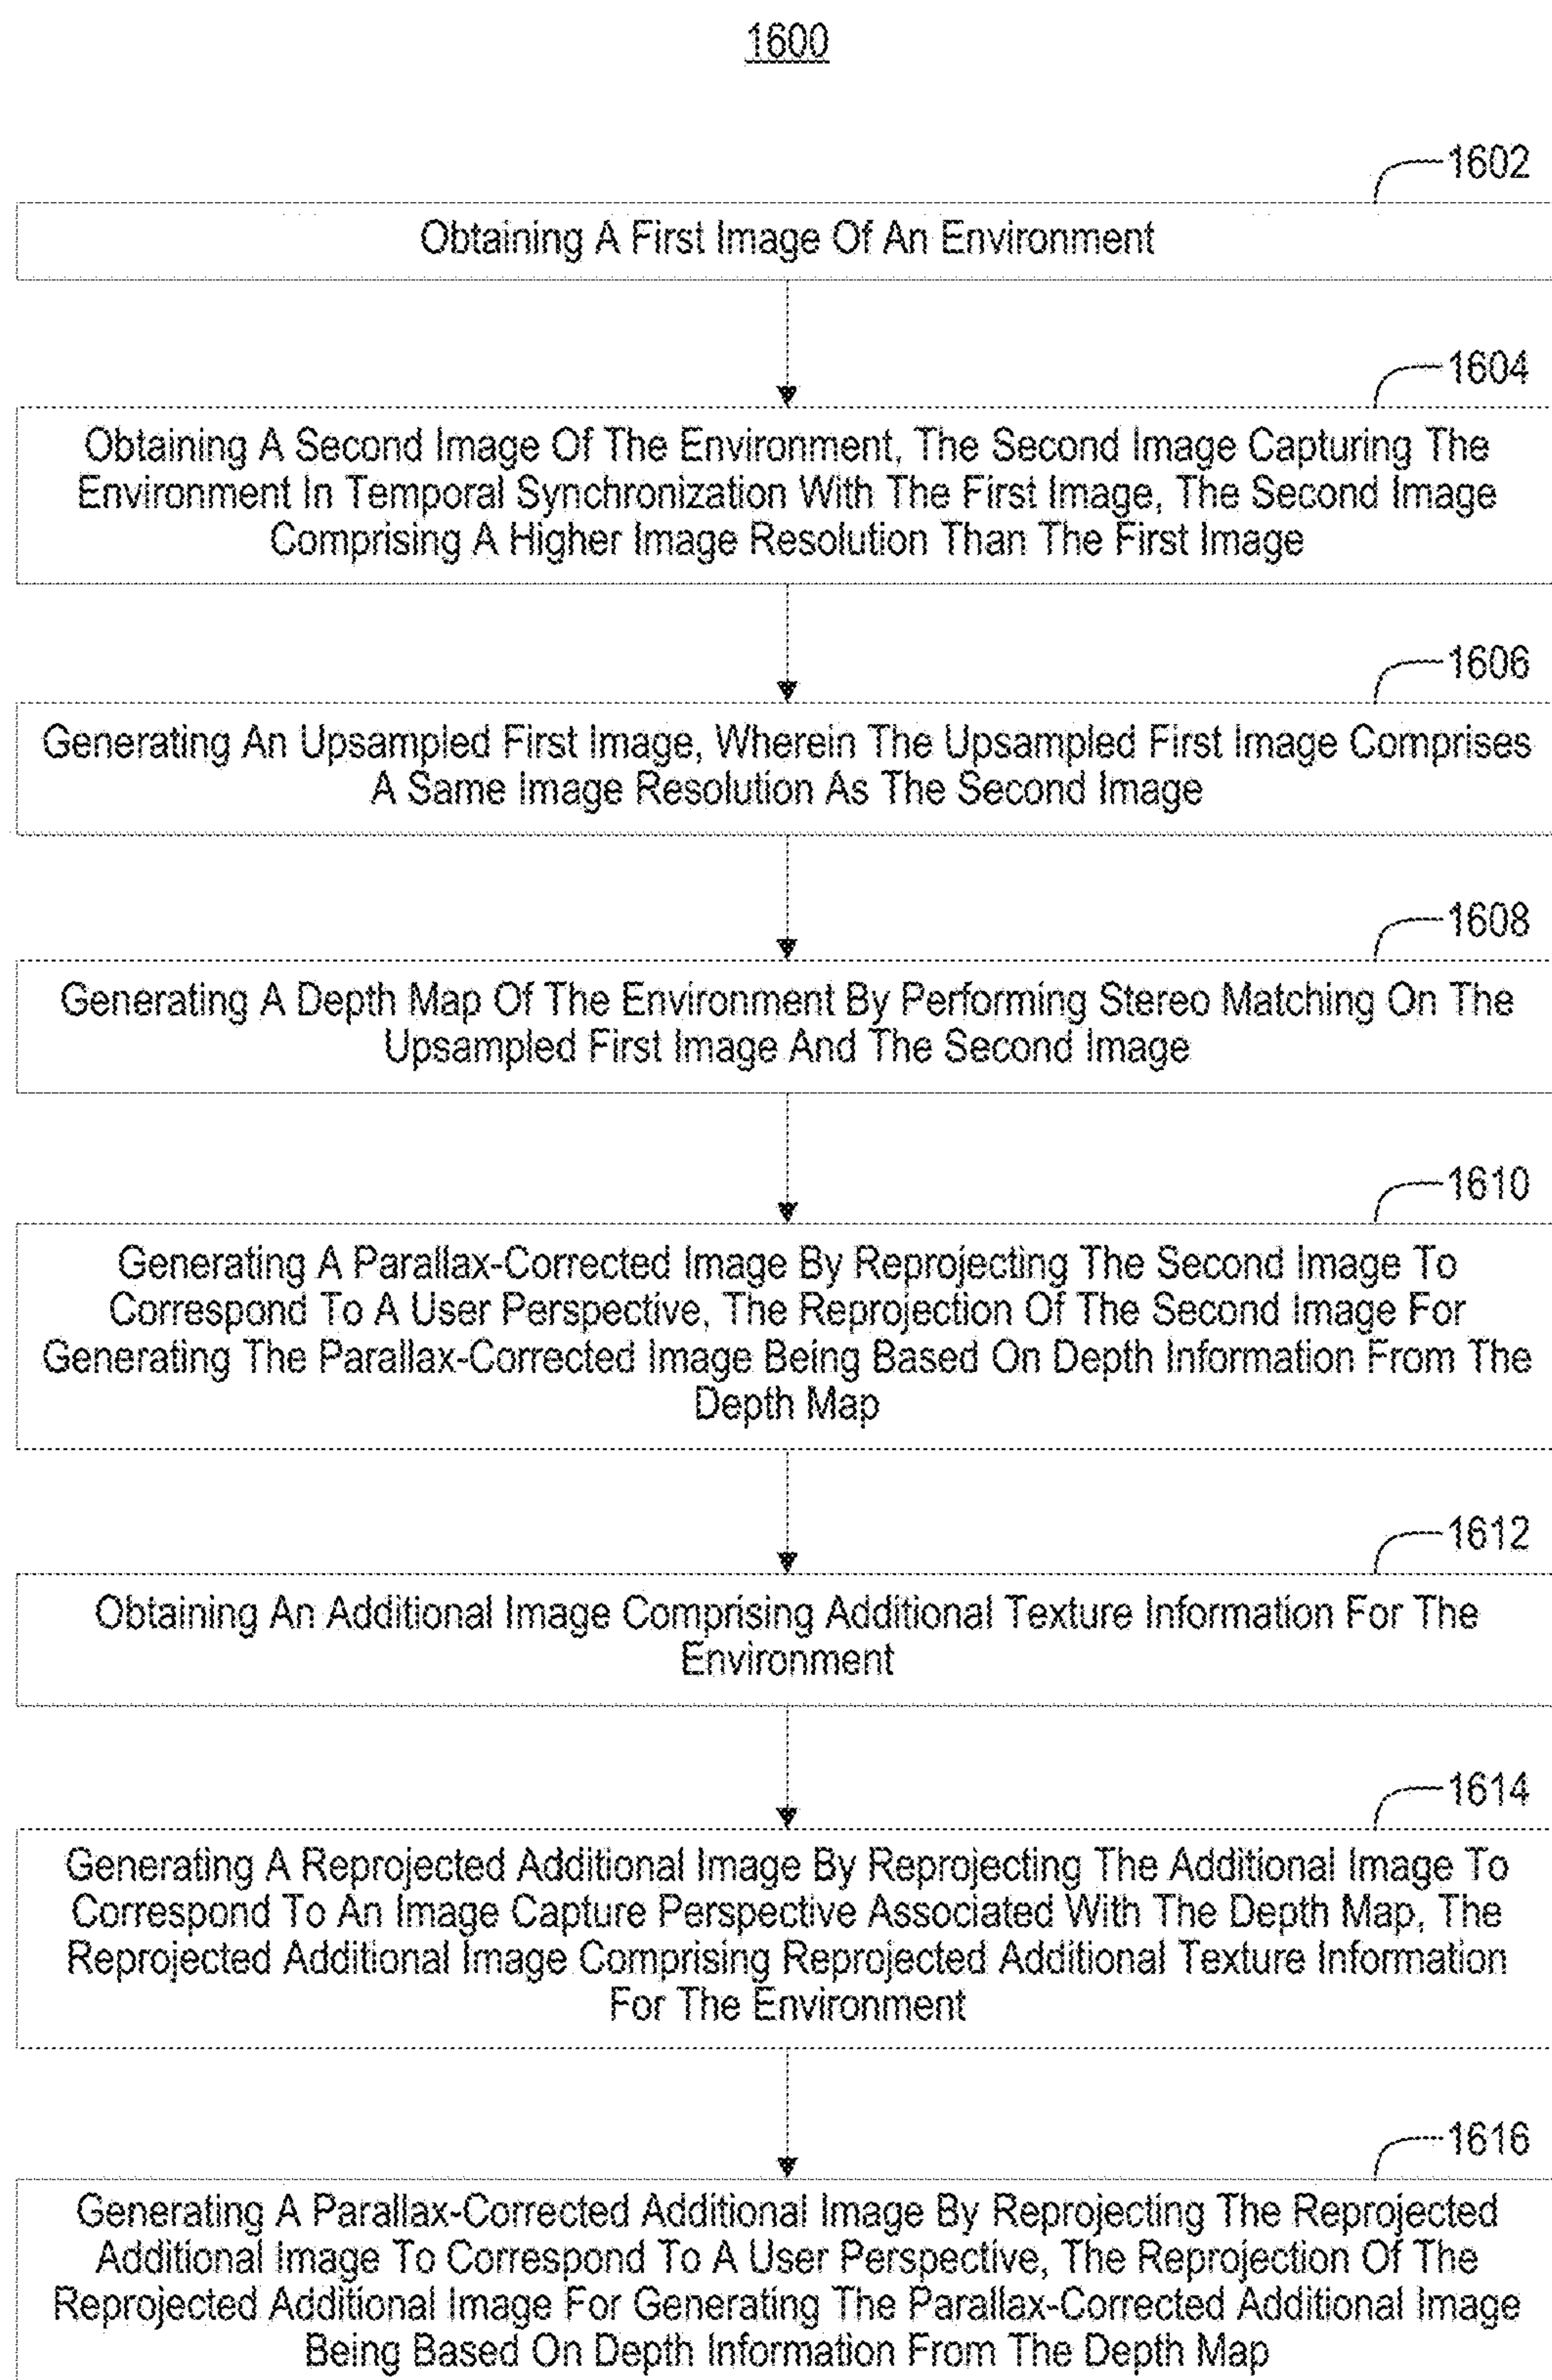 1600
1602
Obtaining A First Image Of An Environment
1604
Obtaining A Second Image Of The Environment, The Second Image Capturing The
Environment In Temporal Synchronization With The First Image, The Second Image
Comprising A Higher Image Resolution Than The First Image
1606
Generating An Upsampled First Image, Wherein The Upsampled First Image Comprises
A Same Image Resolution As The Second Image
1608
Generating A Depth Map Of The Environment By Performing Stereo Matching On The
Upsampled First Image And The Second Image
1610
Generating A Parallax-Corrected Image By Reprojecting The Second Image To
Correspond To A User Perspective, The Reprojection Of The Second Image For
Generating The Parallax-Corrected Image Being Based On Depth Information From The
Depth Map
1612
Obtaining An Additional Image Comprising Additional Texture Information For The
Environment
1614
Generating A Reprojected Additional Image By Reprojecting The Additional Image To
Correspond To An Image Capture Perspective Associated With The Depth Map, The
Reprojected Additional Image Comprising Reprojected Additional Texture Information
For The Environment
1616
Generating A Parallax-Corrected Additional Image By Reprojecting The Reprojected
Additional Image To Correspond To A User Perspective, The Reprojection Of The
Reprojected Additional Image For Generating The Parallax-Corrected Additional Image
Being Based On Depth Information From The Depth Map